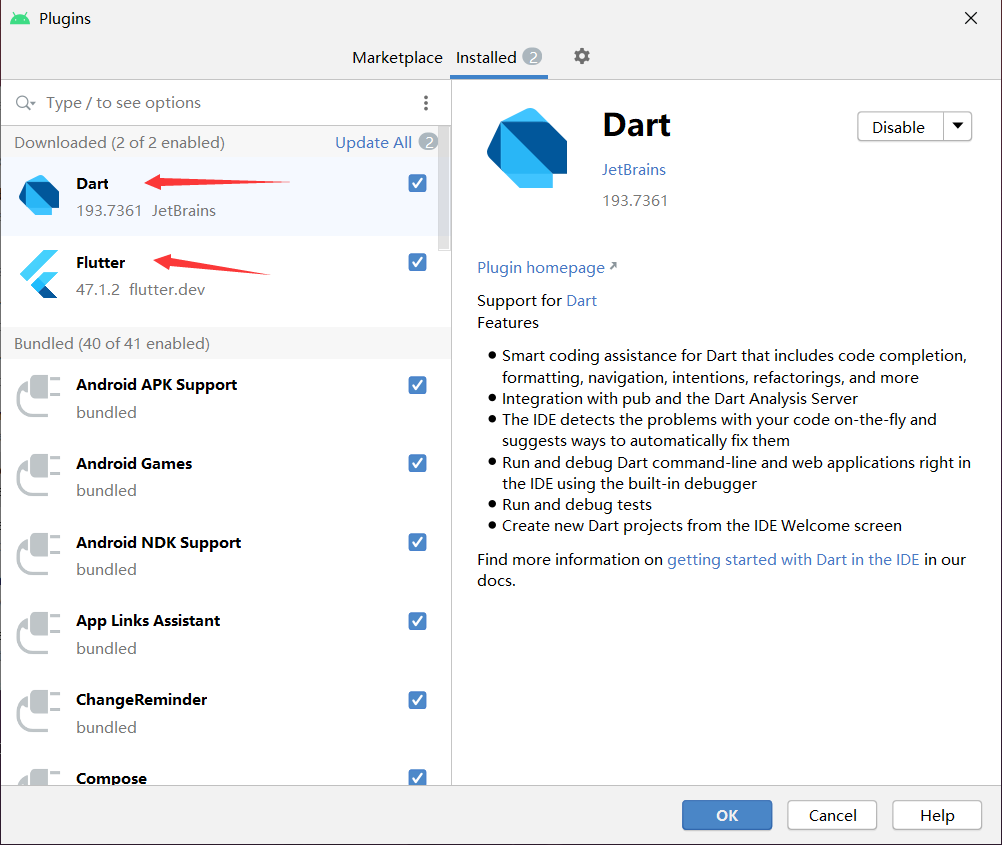 Plugins
Marketplace Installed 2
Type / to see options
Downloaded (2 of 2 enabled) Update All 2
Dart
193.7361 JetBrains
Flutter
47.1.2 flutter.dev
Bundled (40 of 41 enabled)
Android APK Support
bundled
Android Games
bundled
Android NDK Support
bundled
App Links Assistant
bundled
ChangeReminder
bundled
Compose
Dart
Disable
JetBrains
193.7361
Plugin homepage
Support for Dart
Features
Smart coding assistance for Dart that includes code completion,
formatting, navigation, intentions, refactorings, and more
Integration with pub and the Dart Analysis Server
The IDE detects the problems with your code on-the-fly and
suggests ways to automatically fix them
Run and debug Dart command-line and web applications right in
the IDE using the built-in debugger
Run and debug tests
Create new Dart projects from the IDE Welcome screen
Find more information on getting started with Dart in the IDE in our
docs.
OK Cancel Help